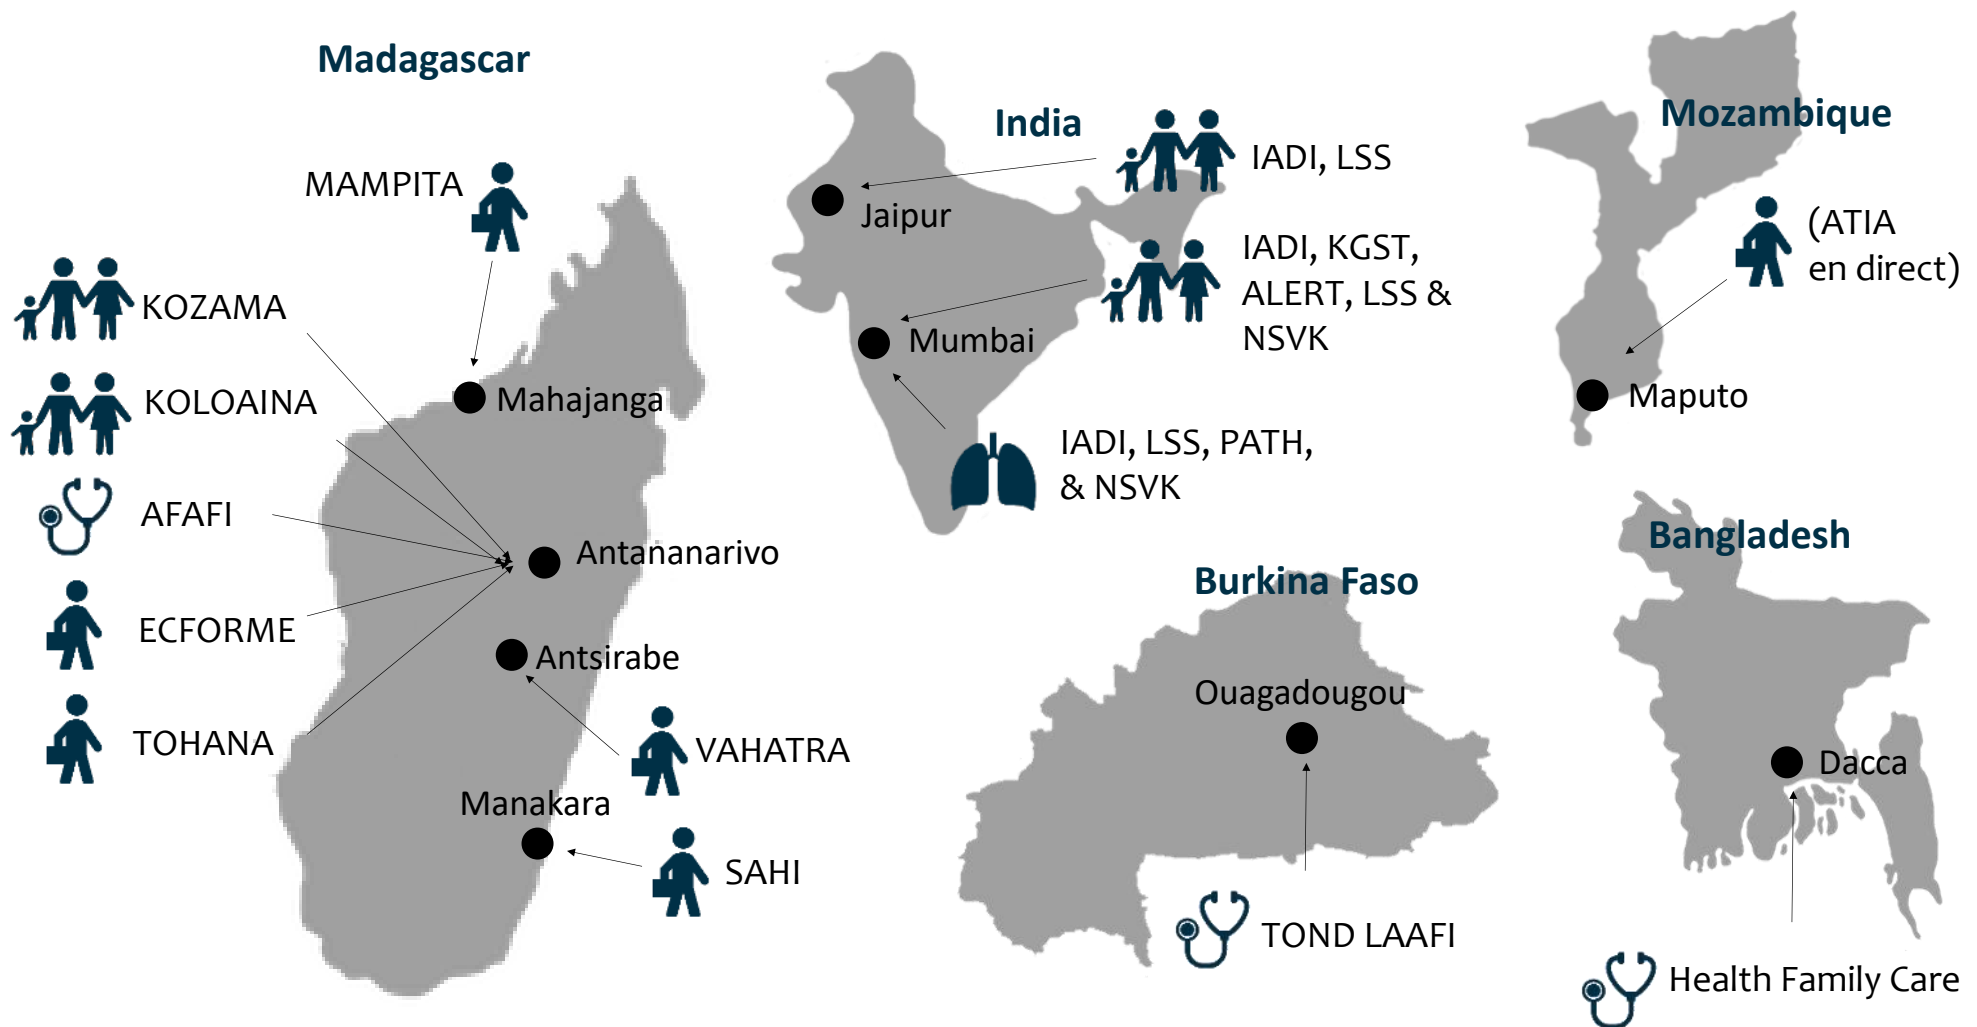 Madagascar
MAMPITA
KOZAMA
KOLOAINA
AFAFI
ECFORME
TOHANA
Mahajanga
Antananarivo
Antsirabe
VAHATRA
Manakara
SAHI
India
IADI, LSS
Jaipur
IADI, KGST,
ALERT, LSS &
NSVK
Mumbai
IADI, LSS, PATH,
& NSVK
Mozambique
(ATIA
en direct)
Maputo
Burkina Faso
Ouagadougou
TOND LAAFI
Bangladesh
Dacca
Health Family Care